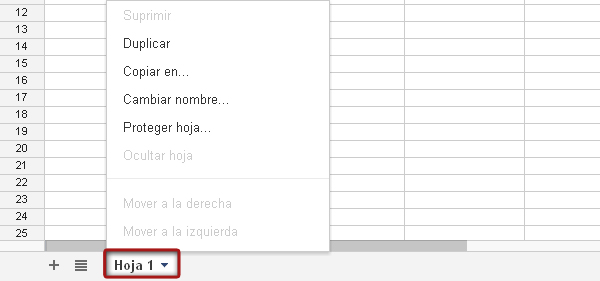 12
Suprimir
13
14
Duplicar
15
Copiar en...
16
17
Cambiar nombre...
18
19
Proteger hoja...
20
Ocultar hoja
21
22
23
Mover a la derecha
24
25
Mover a la izquierda
Hoja 1